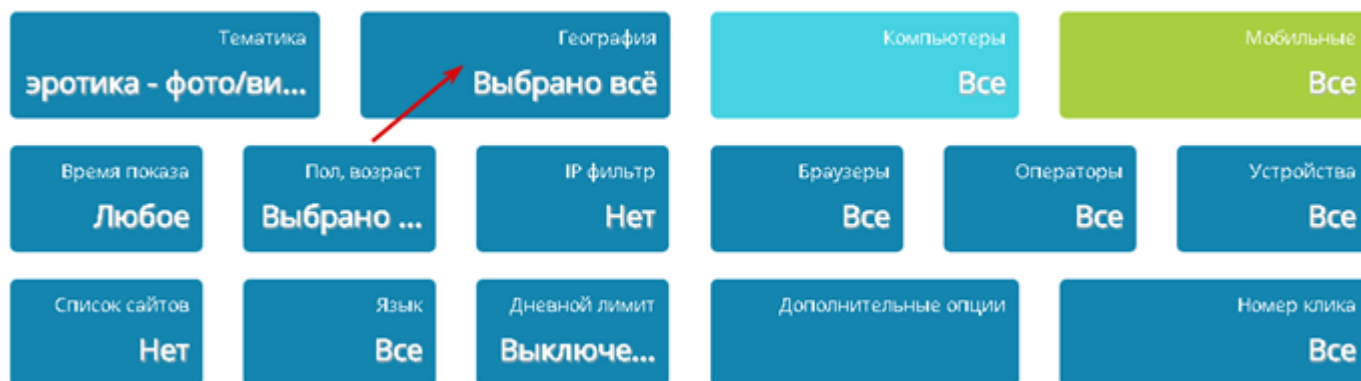 Тематика
эротика - фото/ви...
География
Выбрано всё
Компьютеры
Все
Мобильные
Все
Время показа
Любое
Пол, возраст
Выбрано ...
IP фильтр
Нет
Браузеры
Все
Операторы
Все
Устройства
Все
Список сайтов
Нет
Язык
Все
Дневной лимит
Выключе...
Дополнительные опции
Номер клика
Все